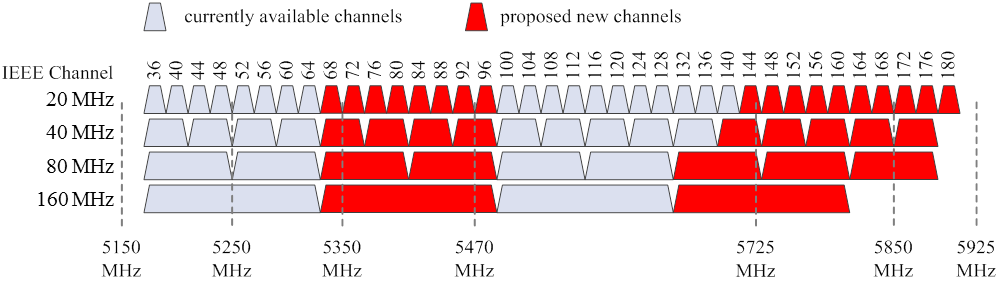 currently available channels
proposed new channels
IEEE Channel 36 40 44 48 52 56 60 64 68 72 76 80 84 88 92 96 100 104 108 112 116 120 124 128 132 136 140 144 148 152 156 160 164 168 172 176 180
20 MHz
40 MHz
80 MHz
160 MHz
5150 5250 5350 5470 5725 5850 5925
MHz MHz MHz MHz MHz MHz MHz